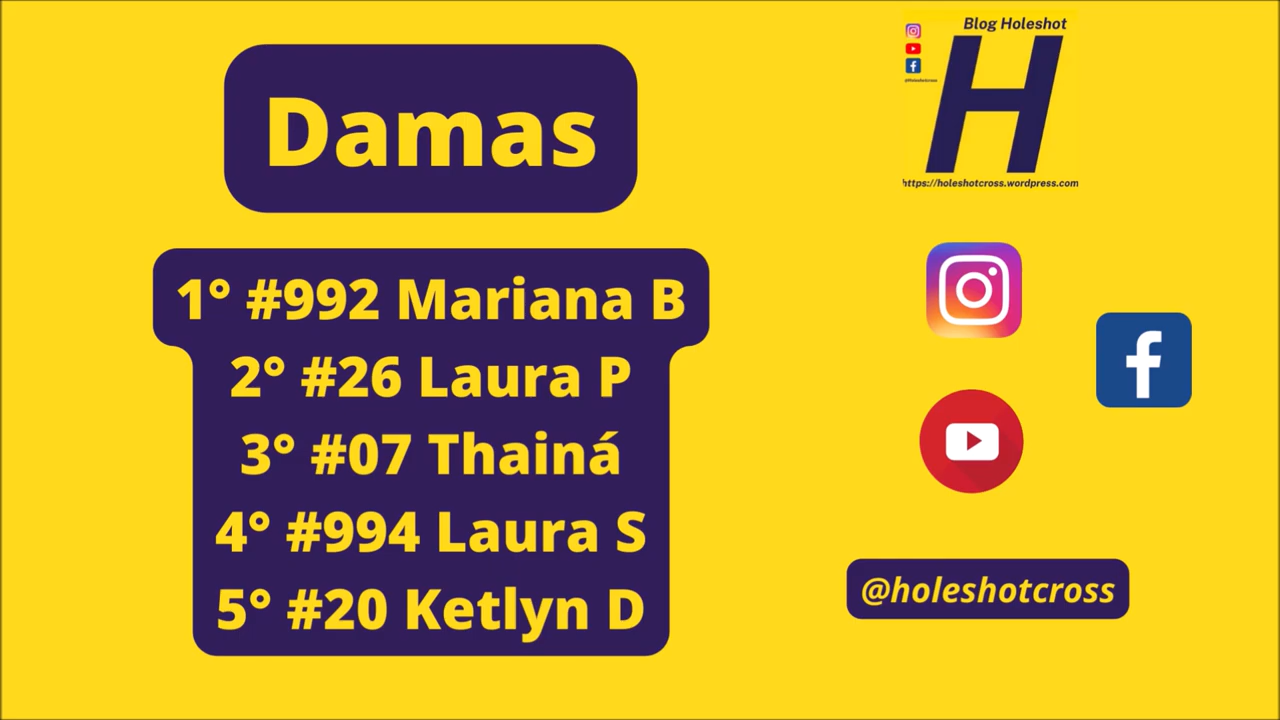 Damas
1° #992 Mariana B
2° #26 Laura P
3° #07 Thainá
4° #994 Laura S
5° #20 Ketlyn D
Blog Holeshot
@holeshotcross
H
https://holeshotcross.wordpress.com
@holeshotcross